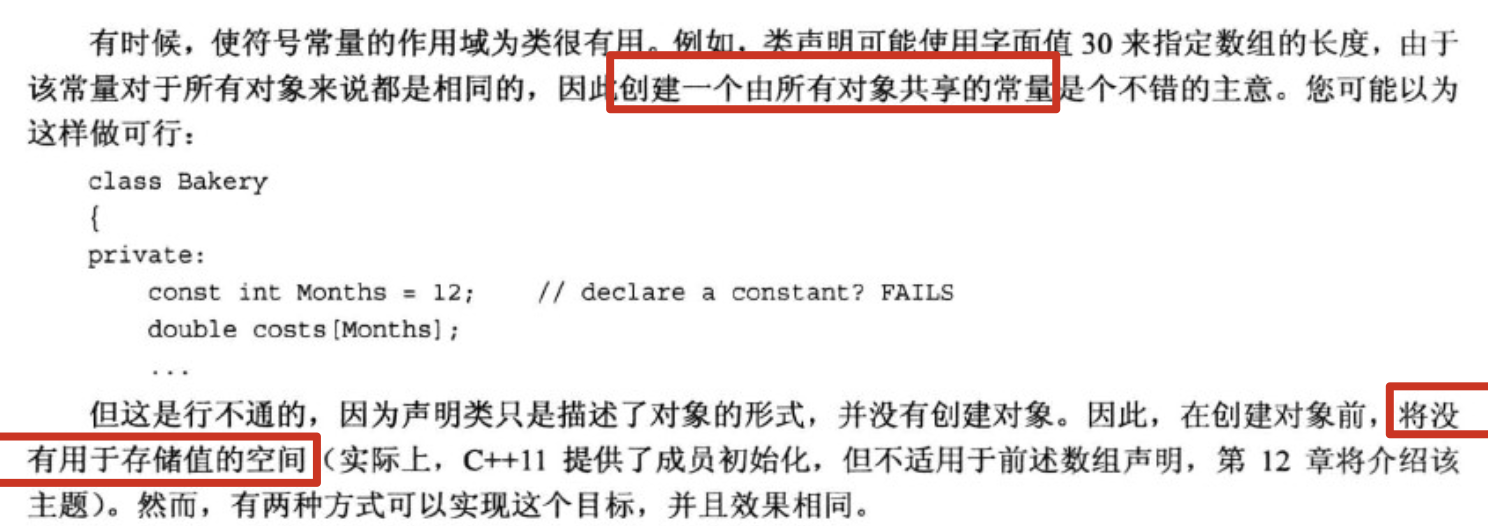 有时候，使符号常量的作用域为类很有用。例如，类声明可能使用字面值 30 来指定数组的长度，由于
该常量对于所有对象来说都是相同的，因此创建一个由所有对象共享的常量是个不错的主意。您可能以为
这样做可行：
class Bakery
{
private:
    const int Months = 12;    // declare a constant? FAILS
    double costs[Months];
    ...
但这是行不通的，因为声明类只是描述了对象的形式，并没有创建对象。因此，在创建对象前，将没
有用于存储值的空间（实际上，C++11 提供了成员初始化，但不适用于前述数组声明，第 12 章将介绍该
主题）。然而，有两种方式可以实现这个目标，并且效果相同。